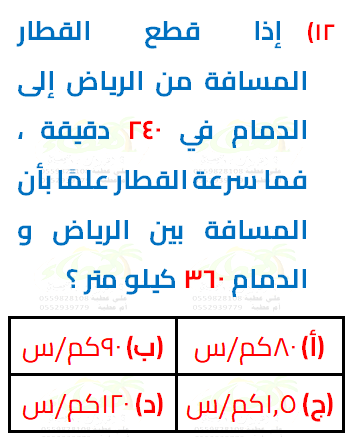 ١٢) إذا قطع القطار
المسافة من الرياض إلى
الدمام في ٢٤٠ دقيقة ،
فما سرعة القطار علمًا بأن
المسافة بين الرياض و
الدمام ٣٦٠ كيلو متر ؟
(أ) ٨٠كم/س (ب) ٩٠كم/س
(ج) ١,٥كم/س (د) ١٢٠كم/س